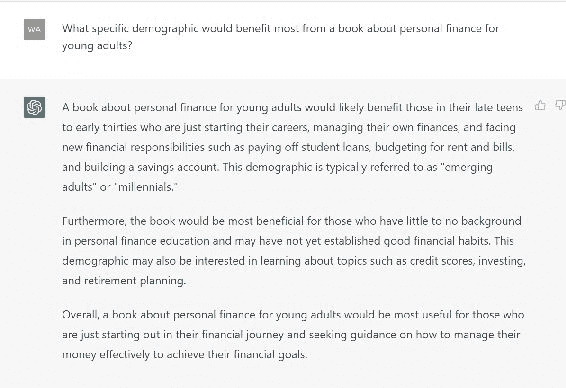 WA
What specific demographic would benefit most from a book about personal finance for
young adults?
A book about personal finance for young adults would likely benefit those in their late teens
to early thirties who are just starting their careers, managing their own finances, and facing
new financial responsibilities such as paying off student loans, budgeting for rent and bills,
and building a savings account. This demographic is typically referred to as "emerging
adults" or "millennials."
Furthermore, the book would be most beneficial for those who have little to no background
in personal finance education and may have not yet established good financial habits. This
demographic may also be interested in learning about topics such as credit scores, investing,
and retirement planning.
Overall, a book about personal finance for young adults would be most useful for those who
are just starting out in their financial journey and seeking guidance on how to manage their
money effectively to achieve their financial goals.